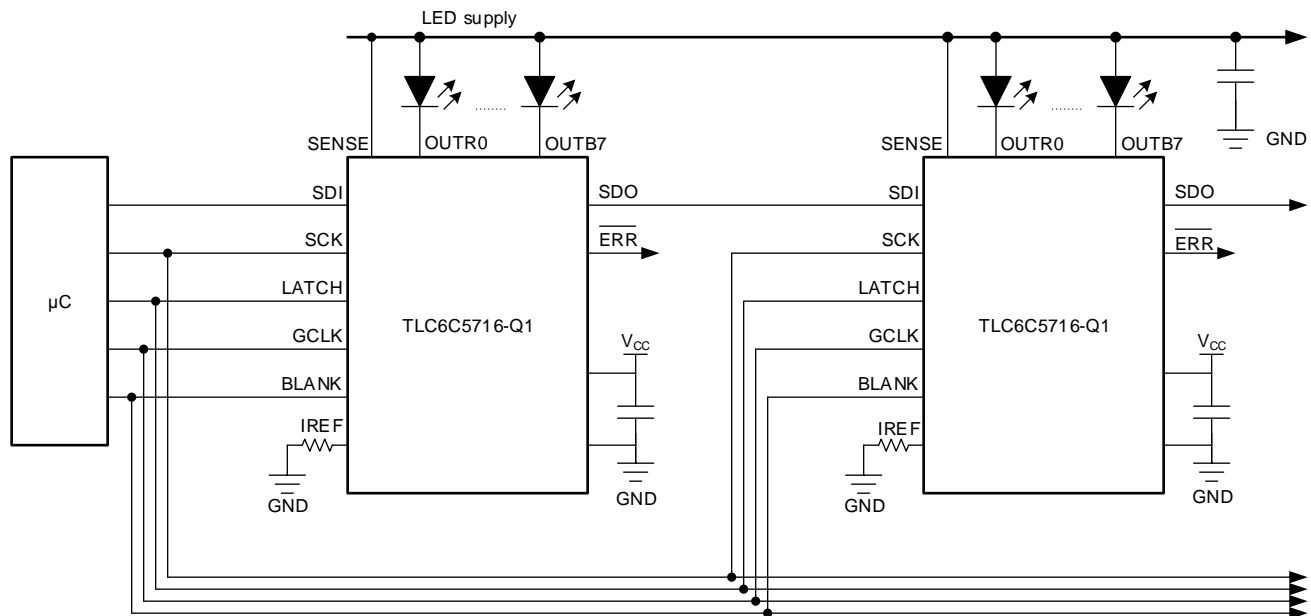 LED supply
SENSE
OUTR0
OUTB7
SENSE
OUTR0
OUTB7
GND
SDI
SDO
SDI
SDO
SCK
ERR
SCK
ERR
µC
LATCH
LATCH
TLC6C5716-Q1
TLC6C5716-Q1
GCLK
VCC
GCLK
VCC
BLANK
BLANK
IREF
IREF
GND
GND
GND
GND